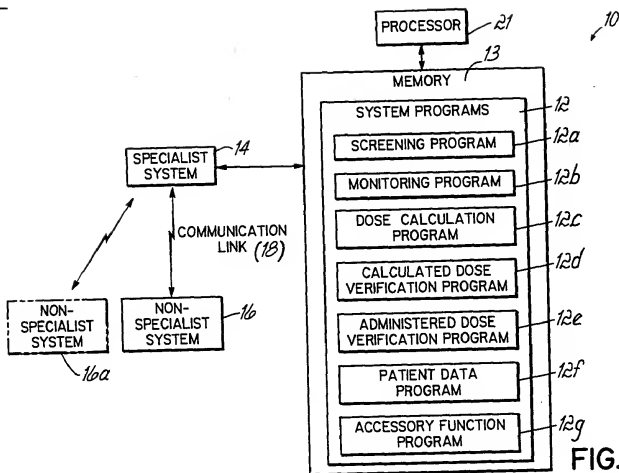 PROCESSOR
21
10
13
MEMORY
SYSTEM PROGRAMS
12
SCREENING PROGRAM
12a
MONITORING PROGRAM
12b
DOSE CALCULATION
PROGRAM
12c
CALCULATED DOSE
VERIFICATION PROGRAM
12d
ADMINISTERED DOSE
VERIFICATION PROGRAM
12e
PATIENT DATA
PROGRAM
12f
ACCESSORY FUNCTION
PROGRAM
12g
SPECIALIST
SYSTEM
14
COMMUNICATION
LINK (18)
NON-
SPECIALIST
SYSTEM
16a
NON-
SPECIALIST
SYSTEM
16
FIG.